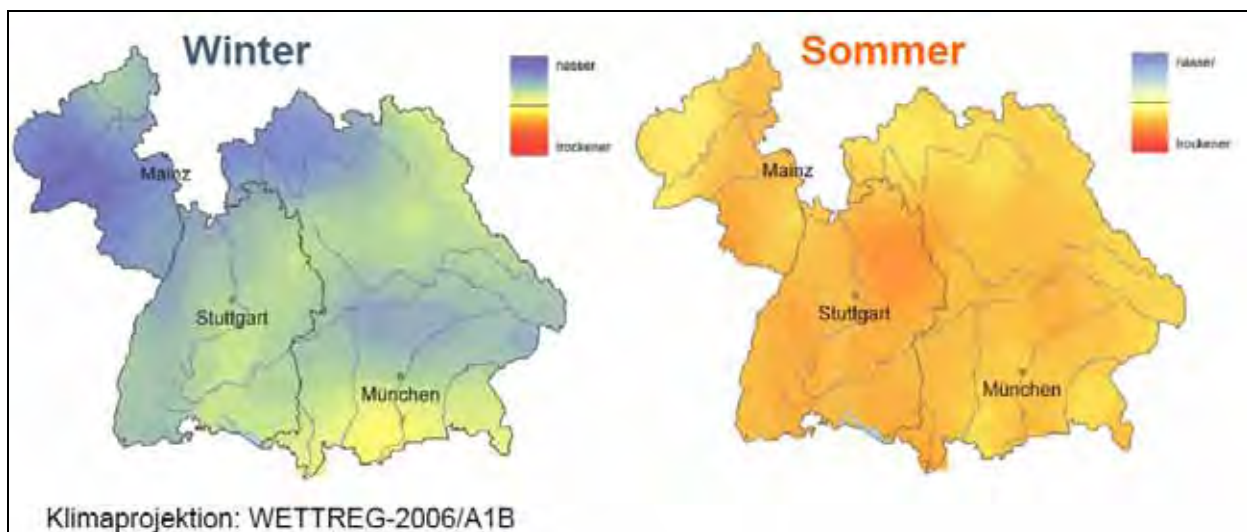 Winter
nasser
trockener
Mainz
Stuttgart
München
Sommer
nasser
trockener
Mainz
Stuttgart
München
Klimaprojektion: WETTREG-2006/A1B